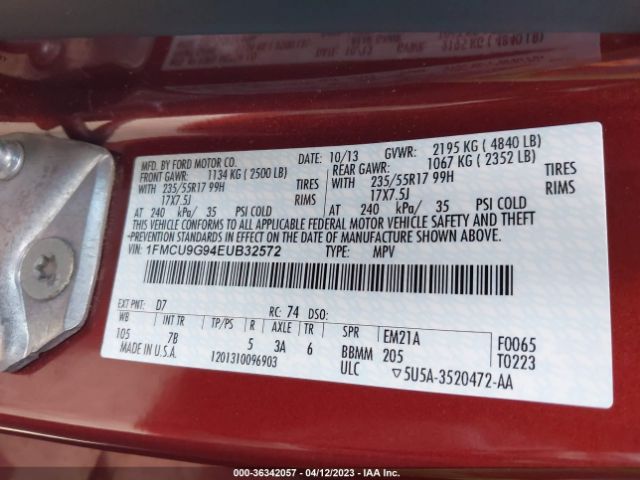 MFD. BY FORD MOTOR CO. DATE: 10/13 GVWR: 2195 KG ( 4840 LB)
FRONT GAWR: 1134 KG ( 2500 LB) REAR GAWR: 1067 KG ( 2352 LB)
WITH 235/55R17 99H TIRES WITH 235/55R17 99H TIRES
17X7.5J RIMS 17X7.5J RIMS
AT 240 kPa/ 35 PSI COLD AT 240 kPa/ 35 PSI COLD
THIS VEHICLE CONFORMS TO ALL APPLICABLE FEDERAL MOTOR VEHICLE SAFETY AND THEFT
PREVENTION STANDARDS IN EFFECT ON THE DATE OF MANUFACTURE SHOWN ABOVE.
VIN: 1FMCU9G94EUB32572 TYPE: MPV
EXT PNT: D7 RC: 74 DSO:
WB INT TR TP/PS R AXLE TR SPR EM21A F0065
105 7B 5 3A 6 BBMM 205 T0223
MADE IN U.S.A. 1201310096903 ULC ▽5U5A-3520472-AA
000-36342057 - 04/12/2023 - IAA Inc.